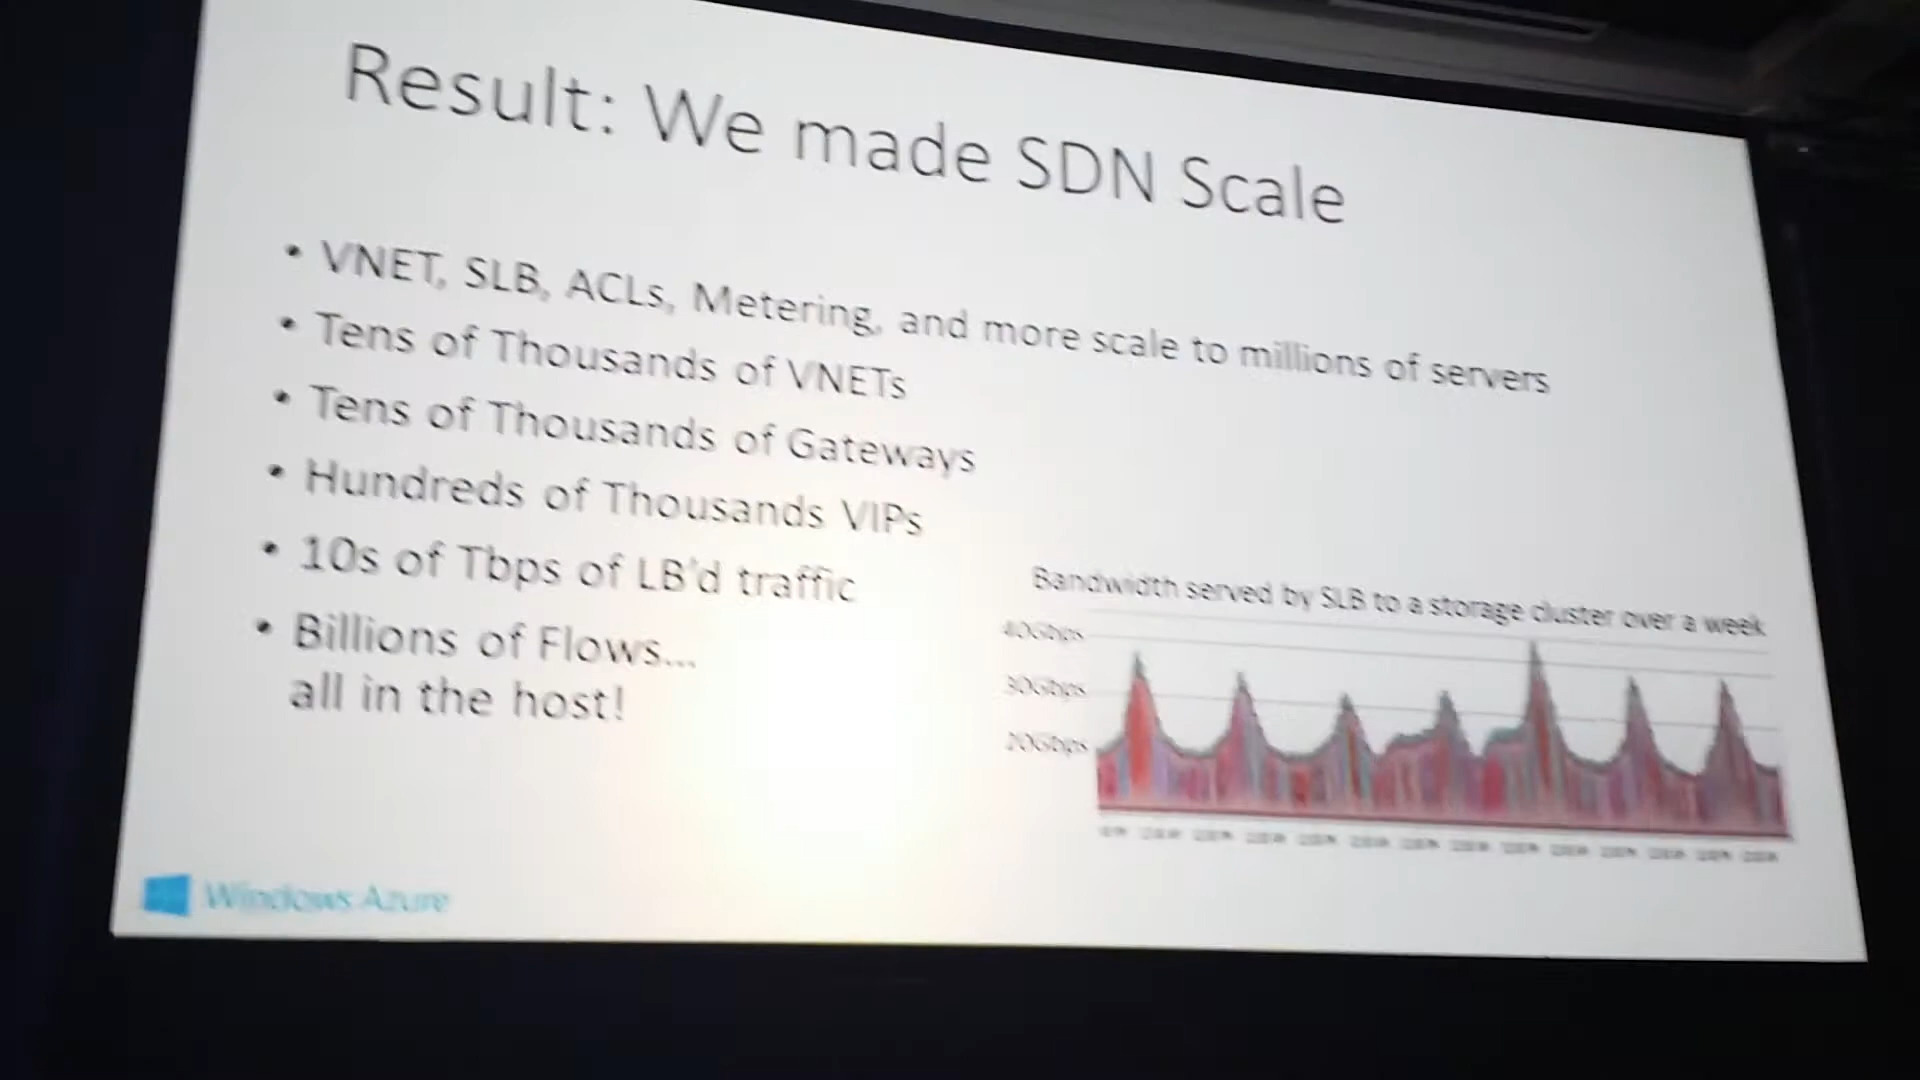 Result: We made SDN Scale
• VNET, SLB, ACLs, Metering, and more scale to millions of servers
• Tens of Thousands of VNETs
• Tens of Thousands of Gateways
• Hundreds of Thousands VIPs
• 10s of Tbps of LB'd traffic
• Billions of Flows...
all in the host!
Bandwidth served by SLB to a storage cluster over a week
40Gbps
30Gbps
20Gbps
Windows Azure